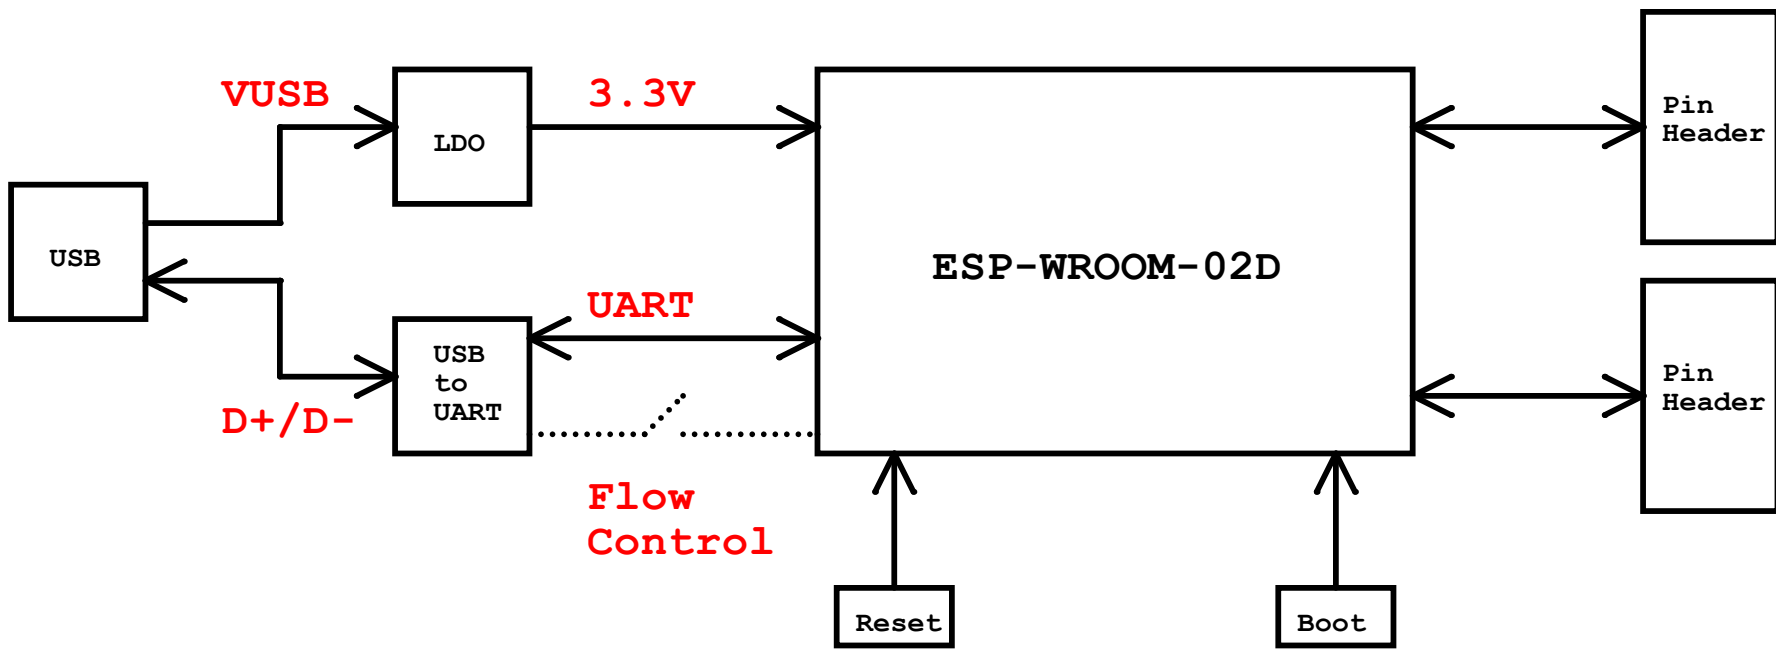 VUSB
LDO
3.3V
Pin
Header
USB
ESP-WROOM-02D
UART
USB
to
UART
D+/D-
Pin
Header
Flow
Control
Reset
Boot